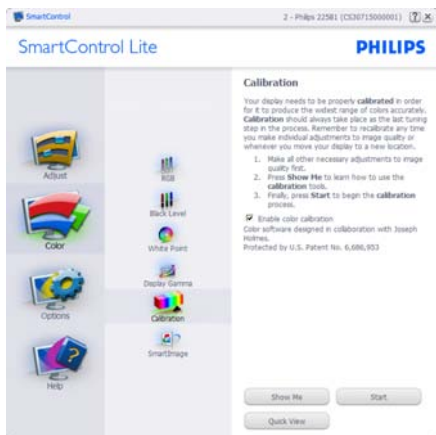 SmartControl
2 - Philips 225B1 (CS30715000001)
SmartControl Lite
PHILIPS
Adjust
Color
Options
Help
RGB
Black Level
White Point
Display Gamma
Calibration
SmartImage
Calibration
Your display needs to be properly calibrated in order
for it to produce the widest range of colors accurately.
Calibration should always take place as the last tuning
step in the process. Remember to recalibrate any time
you make individual adjustments to image quality or
whenever you move your display to a new location.
1. Make all other necessary adjustments to image
quality first.
2. Press Show Me to learn how to use the
calibration tools.
3. Finally, press Start to begin the calibration
process.
Enable color calibration
Color software designed in collaboration with Joseph
Holmes.
Protected by U.S. Patent No. 6,686,953
Show Me
Start
Quick View